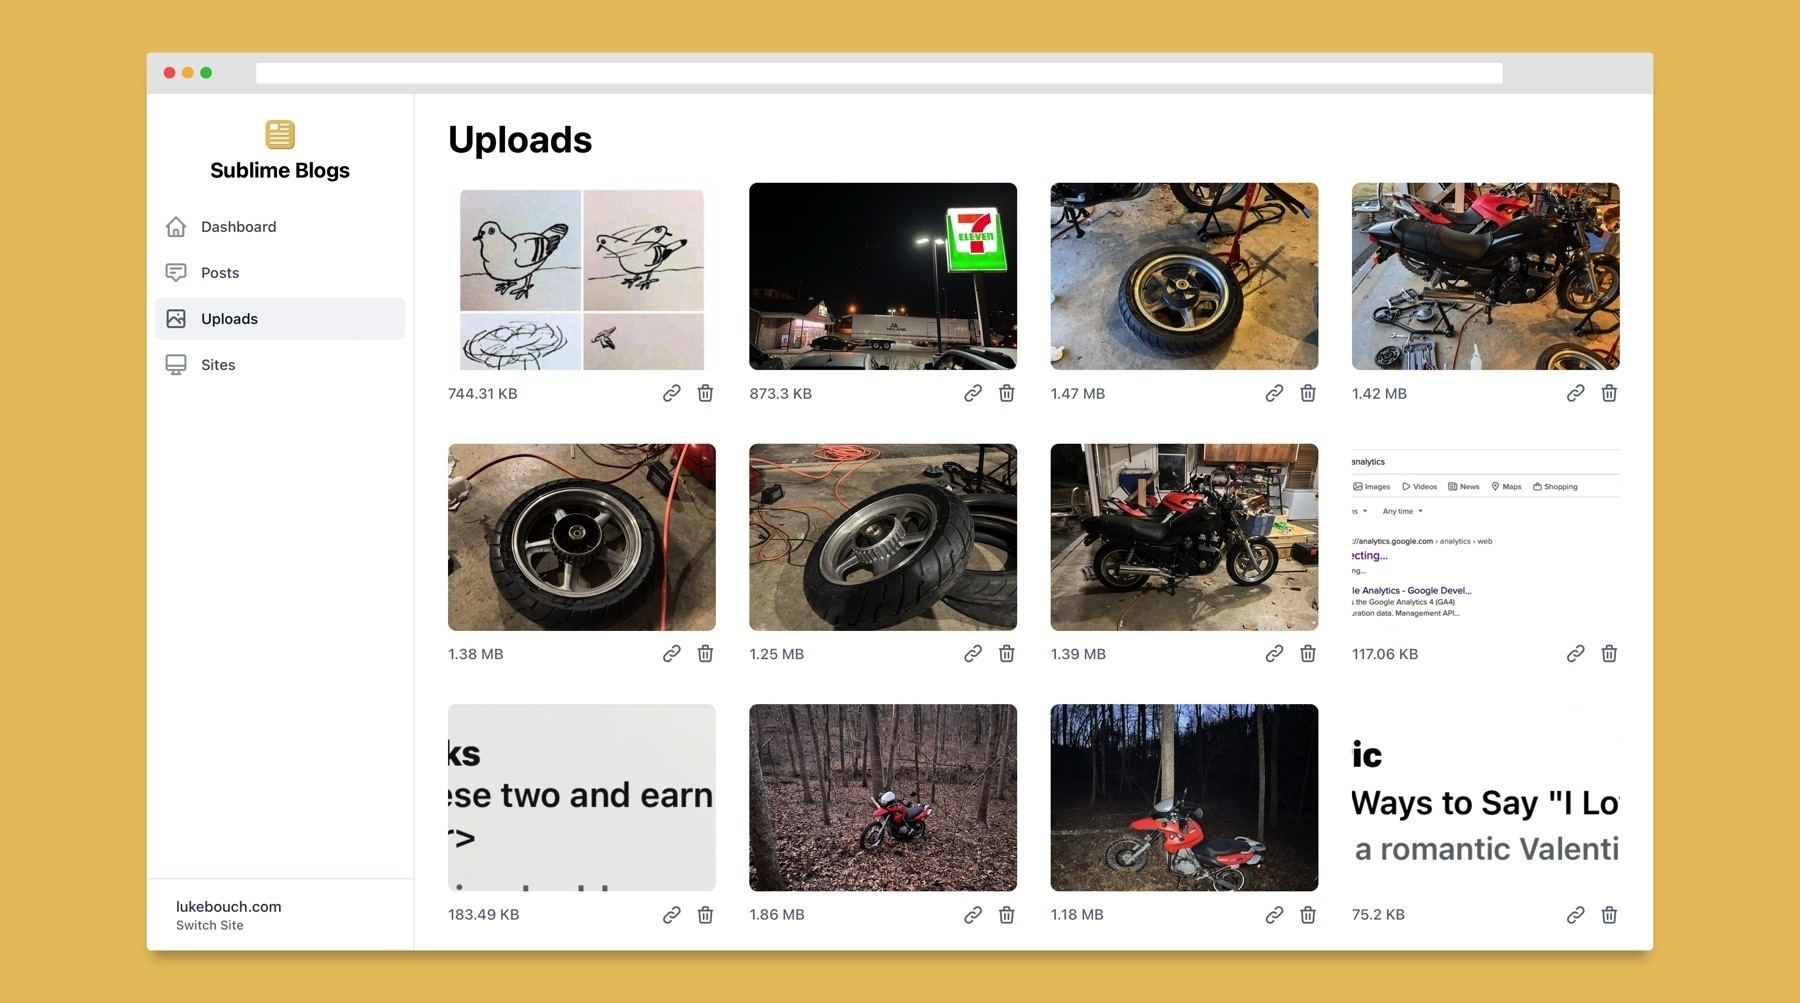 Sublime Blogs
Dashboard
Posts
Uploads
Sites
lukebouch.com
Switch Site
Uploads
7
ELEVEN
744.31 KB
873.3 KB
1.47 MB
1.42 MB
analytics
Images Videos News Maps Shopping
ns Any time
://analytics.google.com › analytics › web
ecting...
ng...
le Analytics - Google Devel...
s the Google Analytics 4 (GA4)
uration data. Management API...
1.38 MB
1.25 MB
1.39 MB
117.06 KB
ks
ese two and earn
r>
ic
Ways to Say "I Lo
a romantic Valenti
183.49 KB
1.86 MB
1.18 MB
75.2 KB